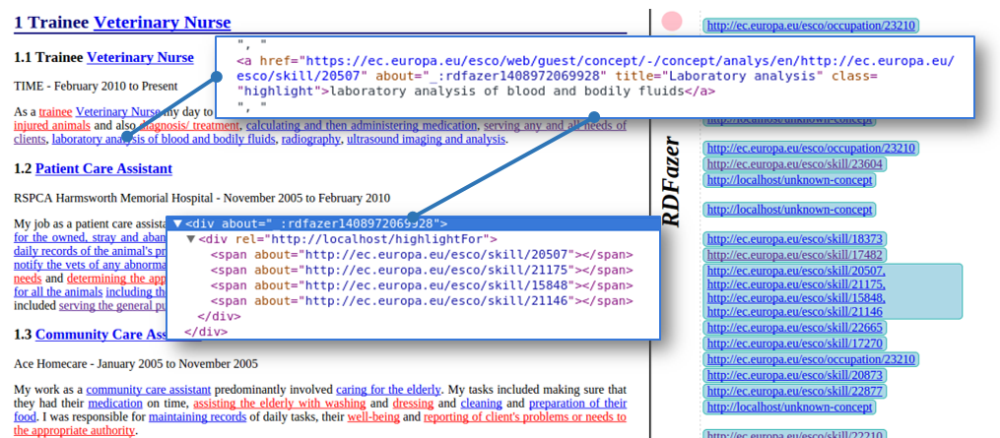 1 Trainee Veterinary Nurse
1.1 Trainee Veterinary Nurse
TIME - February 2010 to Present
As a trainee Veterinary Nurse my day to
injured animals and also diagnosis/ treatment, calculating and then administering medication, serving any and all needs of
clients, laboratory analysis of blood and bodily fluids, radiography, ultrasound imaging and analysis.
", "
<a href="https://ec.europa.eu/esco/web/guest/concept/-/concept/analys/en/http://ec.europa.eu/
esco/skill/20507" about="_:rdfazer1408972069928" title="Laboratory analysis" class=
"highlight">laboratory analysis of blood and bodily fluids</a>
", "
1.2 Patient Care Assistant
RSPCA Harmsworth Memorial Hospital - November 2005 to February 2010
My job as a patient care assista
for the owned, stray and aban
daily records of the animal's pr
notify the vets of any abnorma
needs and determining the app
for all the animals including the
included serving the general pu
▼<div about="_:rdfazer1408972069928">
▼<div rel="http://localhost/highlightFor">
<span about="http://ec.europa.eu/esco/skill/20507"></span>
<span about="http://ec.europa.eu/esco/skill/21175"></span>
<span about="http://ec.europa.eu/esco/skill/15848"></span>
<span about="http://ec.europa.eu/esco/skill/21146"></span>
</div>
</div>
1.3 Community Care Ass
Ace Homecare - January 2005 to November 2005
My work as a community care assistant predominantly involved caring for the elderly. My tasks included making sure that
they had their medication on time, assisting the elderly with washing and dressing and cleaning and preparation of their
food. I was responsible for maintaining records of daily tasks, their well-being and reporting of client's problems or needs to
the appropriate authority.
RDFazer
http://ec.europa.eu/esco/occupation/23210
http://localhost/unknown-concept
http://ec.europa.eu/esco/occupation/23210
http://ec.europa.eu/esco/skill/23604
http://localhost/unknown-concept
http://localhost/unknown-concept
http://ec.europa.eu/esco/skill/18373
http://ec.europa.eu/esco/skill/17482
http://ec.europa.eu/esco/skill/20507,
http://ec.europa.eu/esco/skill/21175,
http://ec.europa.eu/esco/skill/15848,
http://ec.europa.eu/esco/skill/21146
http://ec.europa.eu/esco/skill/22665
http://ec.europa.eu/esco/skill/17270
http://ec.europa.eu/esco/occupation/23210
http://ec.europa.eu/esco/skill/20873
http://ec.europa.eu/esco/skill/22877
http://localhost/unknown-concept
http://ec.europa.eu/esco/skill/22210